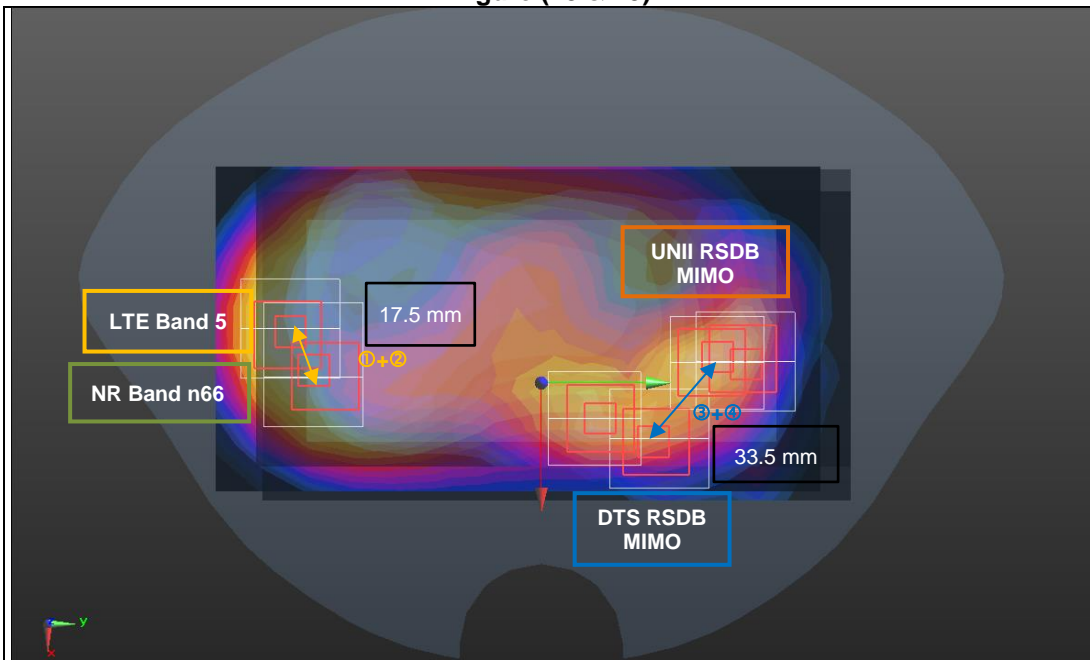 UNII RSDB
MIMO
LTE Band 5
17.5 mm
①+②
NR Band n66
③+④
33.5 mm
DTS RSDB
MIMO
y
x